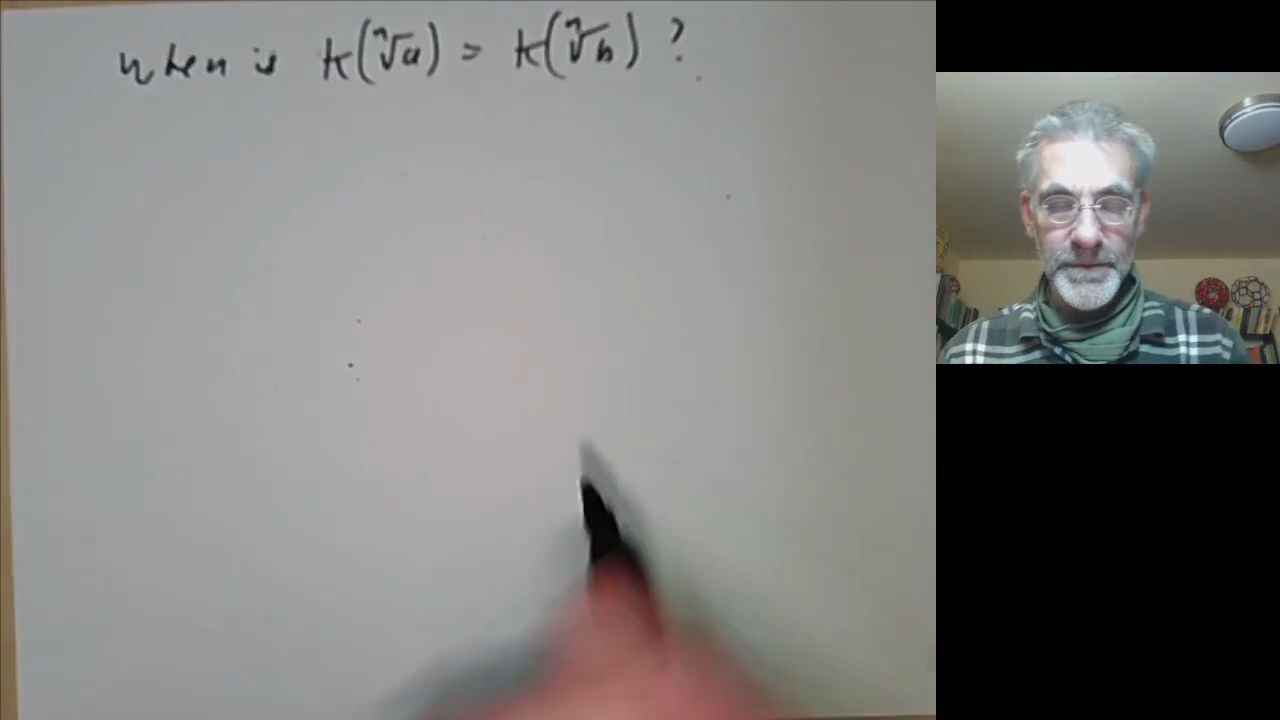 when is K(ⁿ√a) = K(ⁿ√b) ?